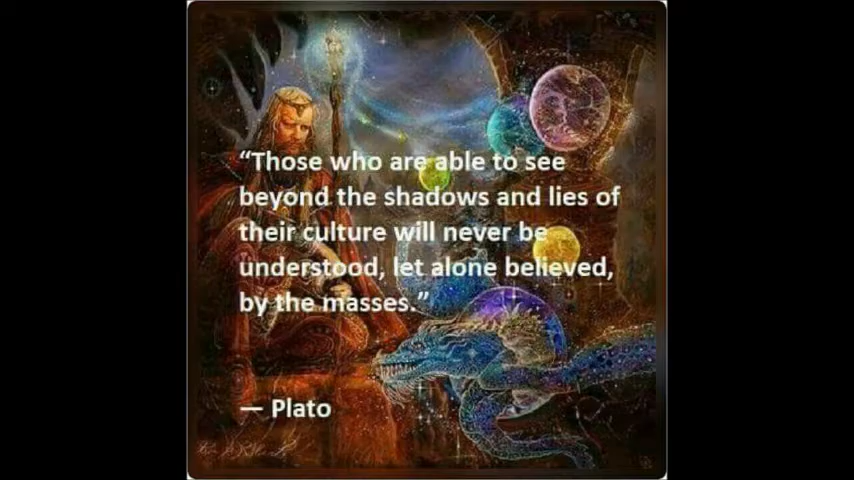 “Those who are able to see
beyond the shadows and lies of
their culture will never be
understood, let alone believed,
by the masses.”
— Plato